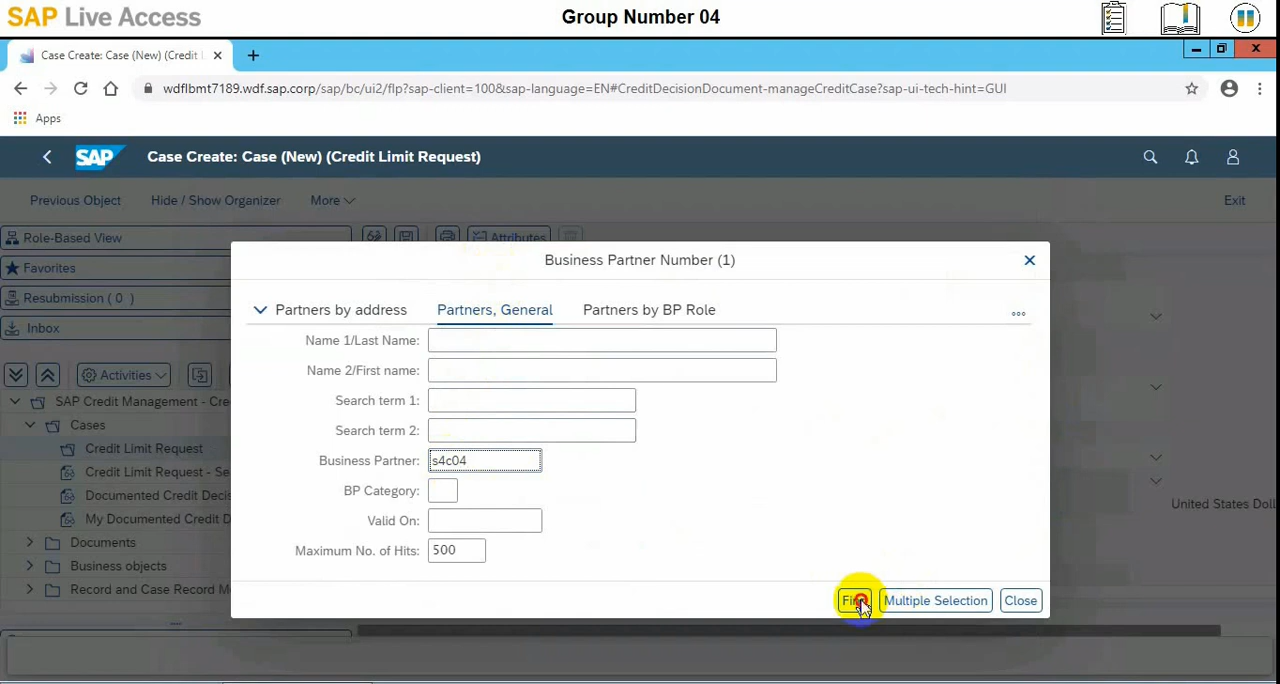 SAP Live Access
Group Number 04
Case Create: Case (New) (Credit L
wdflbmt7189.wdf.sap.corp/sap/bc/ui2/flp?sap-client=100&sap-language=EN#CreditDecisionDocument-manageCreditCase?sap-ui-tech-hint=GUI
Apps
SAP
Case Create: Case (New) (Credit Limit Request)
Previous Object
Hide / Show Organizer
More
Exit
Role-Based View
Attributes
Favorites
Resubmission ( 0 )
Inbox
Activities
SAP Credit Management - Cre
Cases
Credit Limit Request
Credit Limit Request - Se
Documented Credit Decis
My Documented Credit D
Documents
Business objects
Record and Case Record M
United States Doll
Business Partner Number (1)
Partners by address
Partners, General
Partners by BP Role
Name 1/Last Name:
Name 2/First name:
Search term 1:
Search term 2:
Business Partner: s4c04
BP Category:
Valid On:
Maximum No. of Hits: 500
Multiple Selection
Close